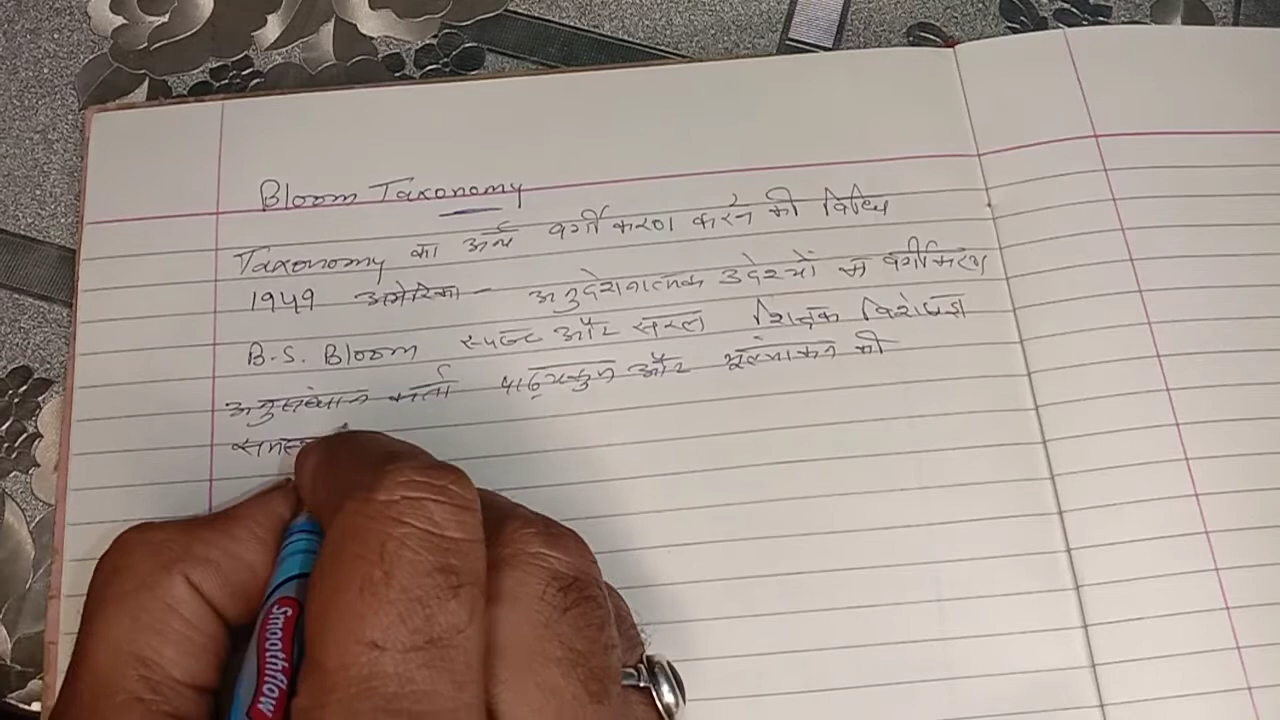 Bloom Taxonomy
Taxonomy का अर्थ वर्गीकरण करने की विधि
1949 अमेरिका - अनुदेशनात्मक उदेश्यों का वर्गीकरण
B.S. Bloom स्पष्ट और सरल शिक्षक विशेषज्ञ
अनुसंधान कर्ता पाठ्यक्रम और मूल्यांकन की
Smoothflow